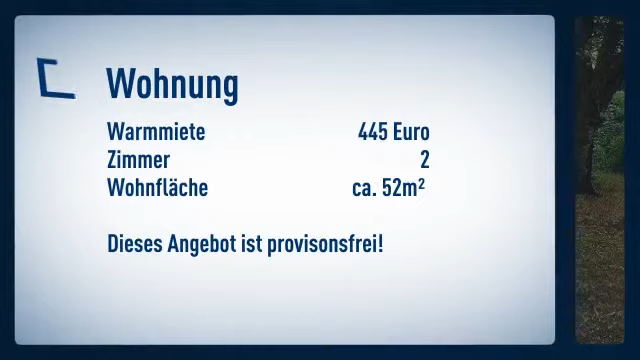 Wohnung
Warmmiete 445 Euro
Zimmer 2
Wohnfläche ca. 52m²
Dieses Angebot ist provisonsfrei!